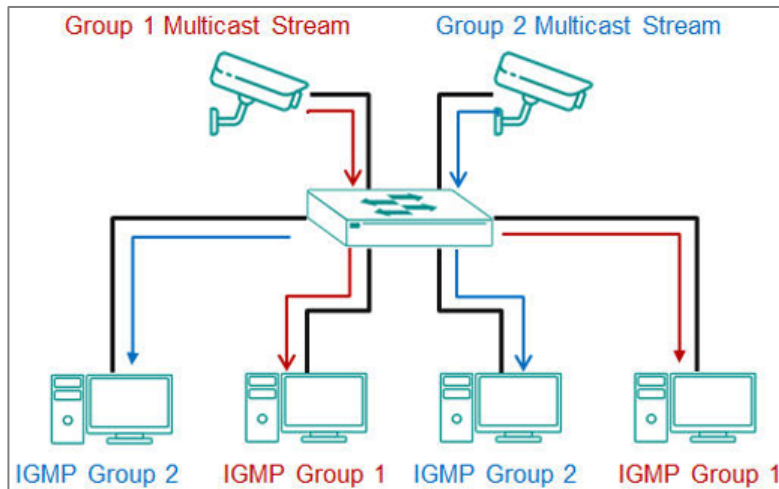 Group 1 Multicast Stream
Group 2 Multicast Stream
IGMP Group 2
IGMP Group 1
IGMP Group 2
IGMP Group 1